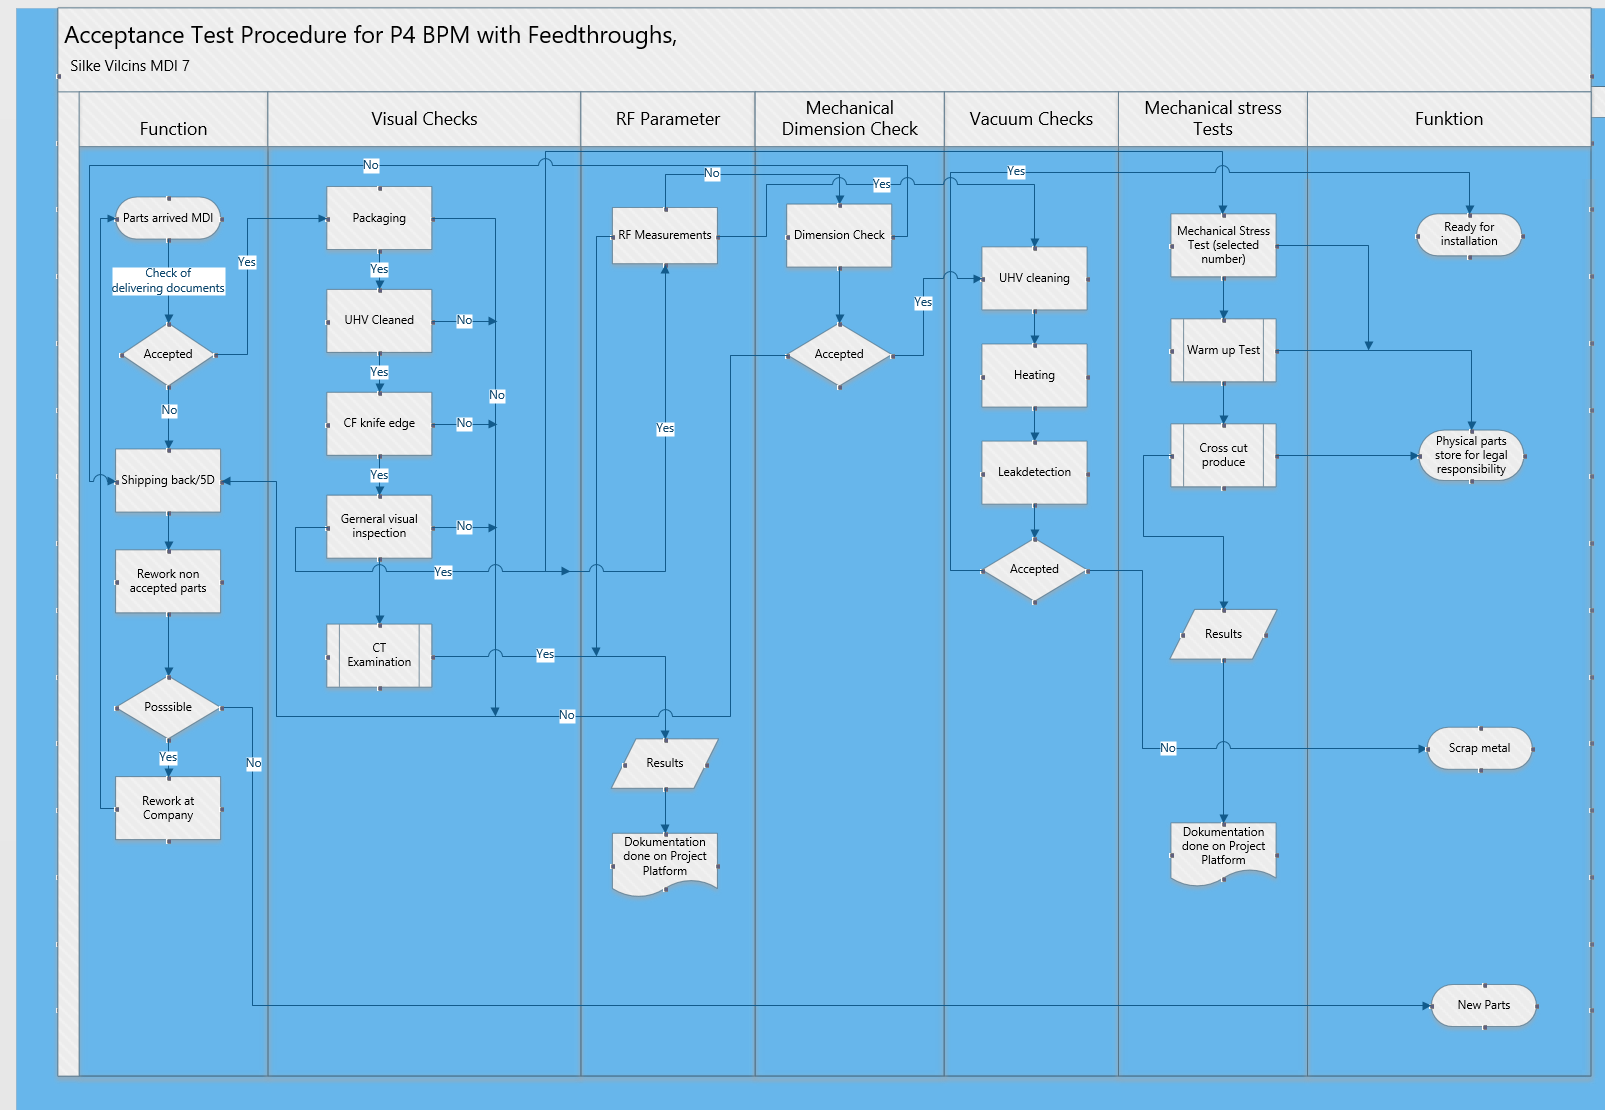 Acceptance Test Procedure for P4 BPM with Feedthroughs,
Silke Vilcins MDI 7
Function
Visual Checks
RF Parameter
Mechanical
Dimension Check
Vacuum Checks
Mechanical stress
Tests
Funktion
Parts arrived MDI
Check of
delivering documents
Accepted
Yes
No
Shipping back/5D
Rework non
accepted parts
Posssible
Yes
No
Rework at
Company
No
Packaging
Yes
UHV Cleaned
No
Yes
CF knife edge
No
No
Yes
Gerneral visual
inspection
No
Yes
CT
Examination
Yes
No
No
RF Measurements
Yes
Results
Dokumentation
done on Project
Platform
Yes
Dimension Check
Accepted
Yes
Yes
UHV cleaning
Heating
Leakdetection
Accepted
No
Mechanical Stress
Test (selected
number)
Warm up Test
Cross cut
produce
Results
Dokumentation
done on Project
Platform
Ready for
installation
Physical parts
store for legal
responsibility
Scrap metal
New Parts